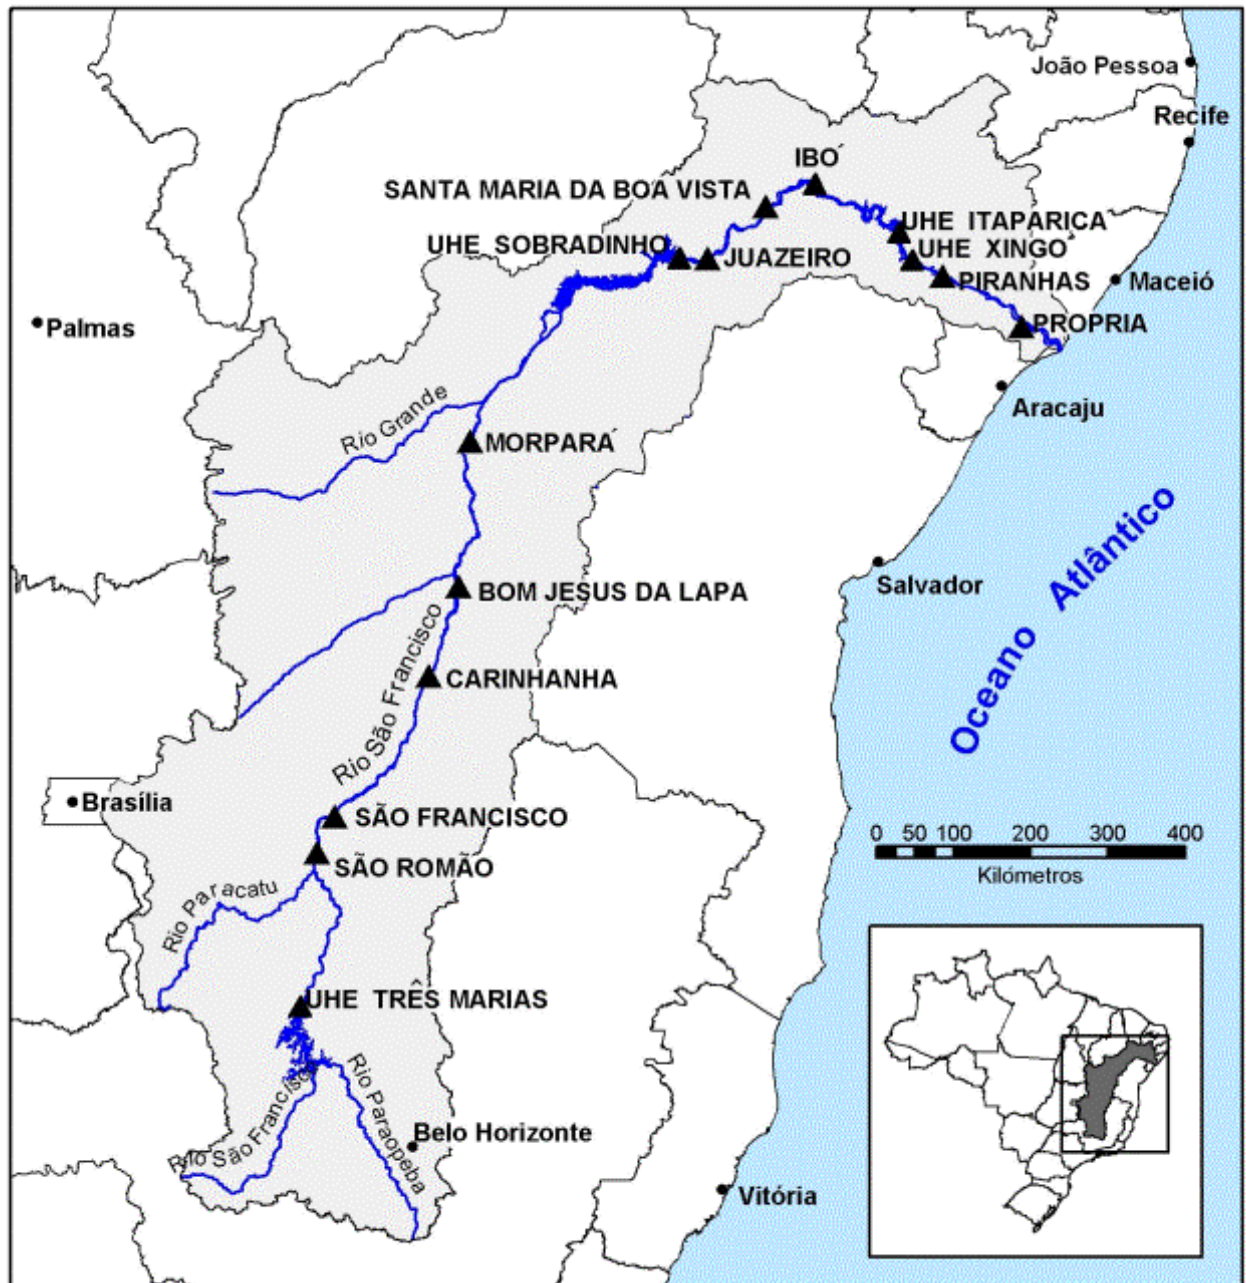 João Pessoa
Recife
IBÓ
SANTA MARIA DA BOA VISTA
UHE ITAPARICA
UHE SOBRADINHO
JUAZEIRO
UHE XINGO
PIRANHAS
Maceió
Palmas
PROPRIA
Aracaju
Rio Grande
MORPARÁ
Oceano Atlântico
Salvador
BOM JESUS DA LAPA
Rio São Francisco
CARINHANHA
Brasília
SÃO FRANCISCO
SÃO ROMÃO
0 50 100 200 300 400
Kilómetros
Rio Paracatu
UHE TRÊS MARIAS
Rio São Francisco
Rio Paraopeba
Belo Horizonte
Vitória